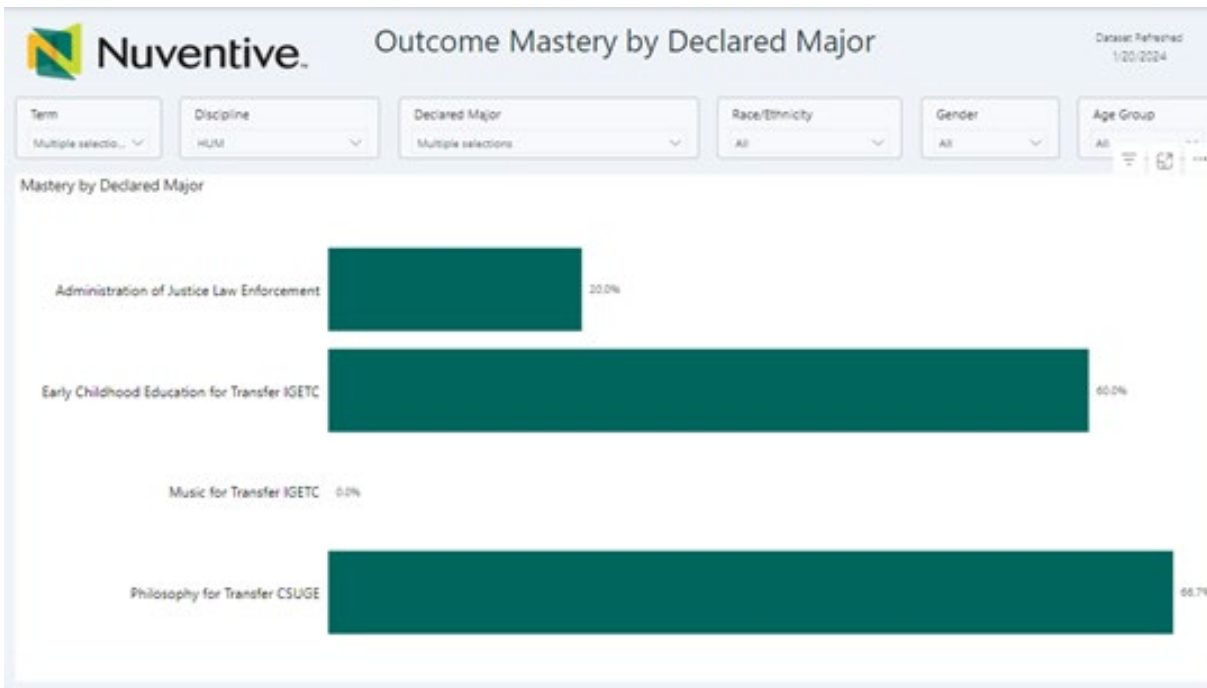 Nuventive.
Outcome Mastery by Declared Major
Dataset Refreshed
1/20/2024
Term
Discipline
Declared Major
Race/Ethnicity
Gender
Age Group
Multiple selectio...
HUM
Multiple selections
All
All
All
Mastery by Declared Major
Administration of Justice Law Enforcement
20.0%
Early Childhood Education for Transfer IGETC
60.0%
Music for Transfer IGETC
0.0%
Philosophy for Transfer CSUGE
66.7%